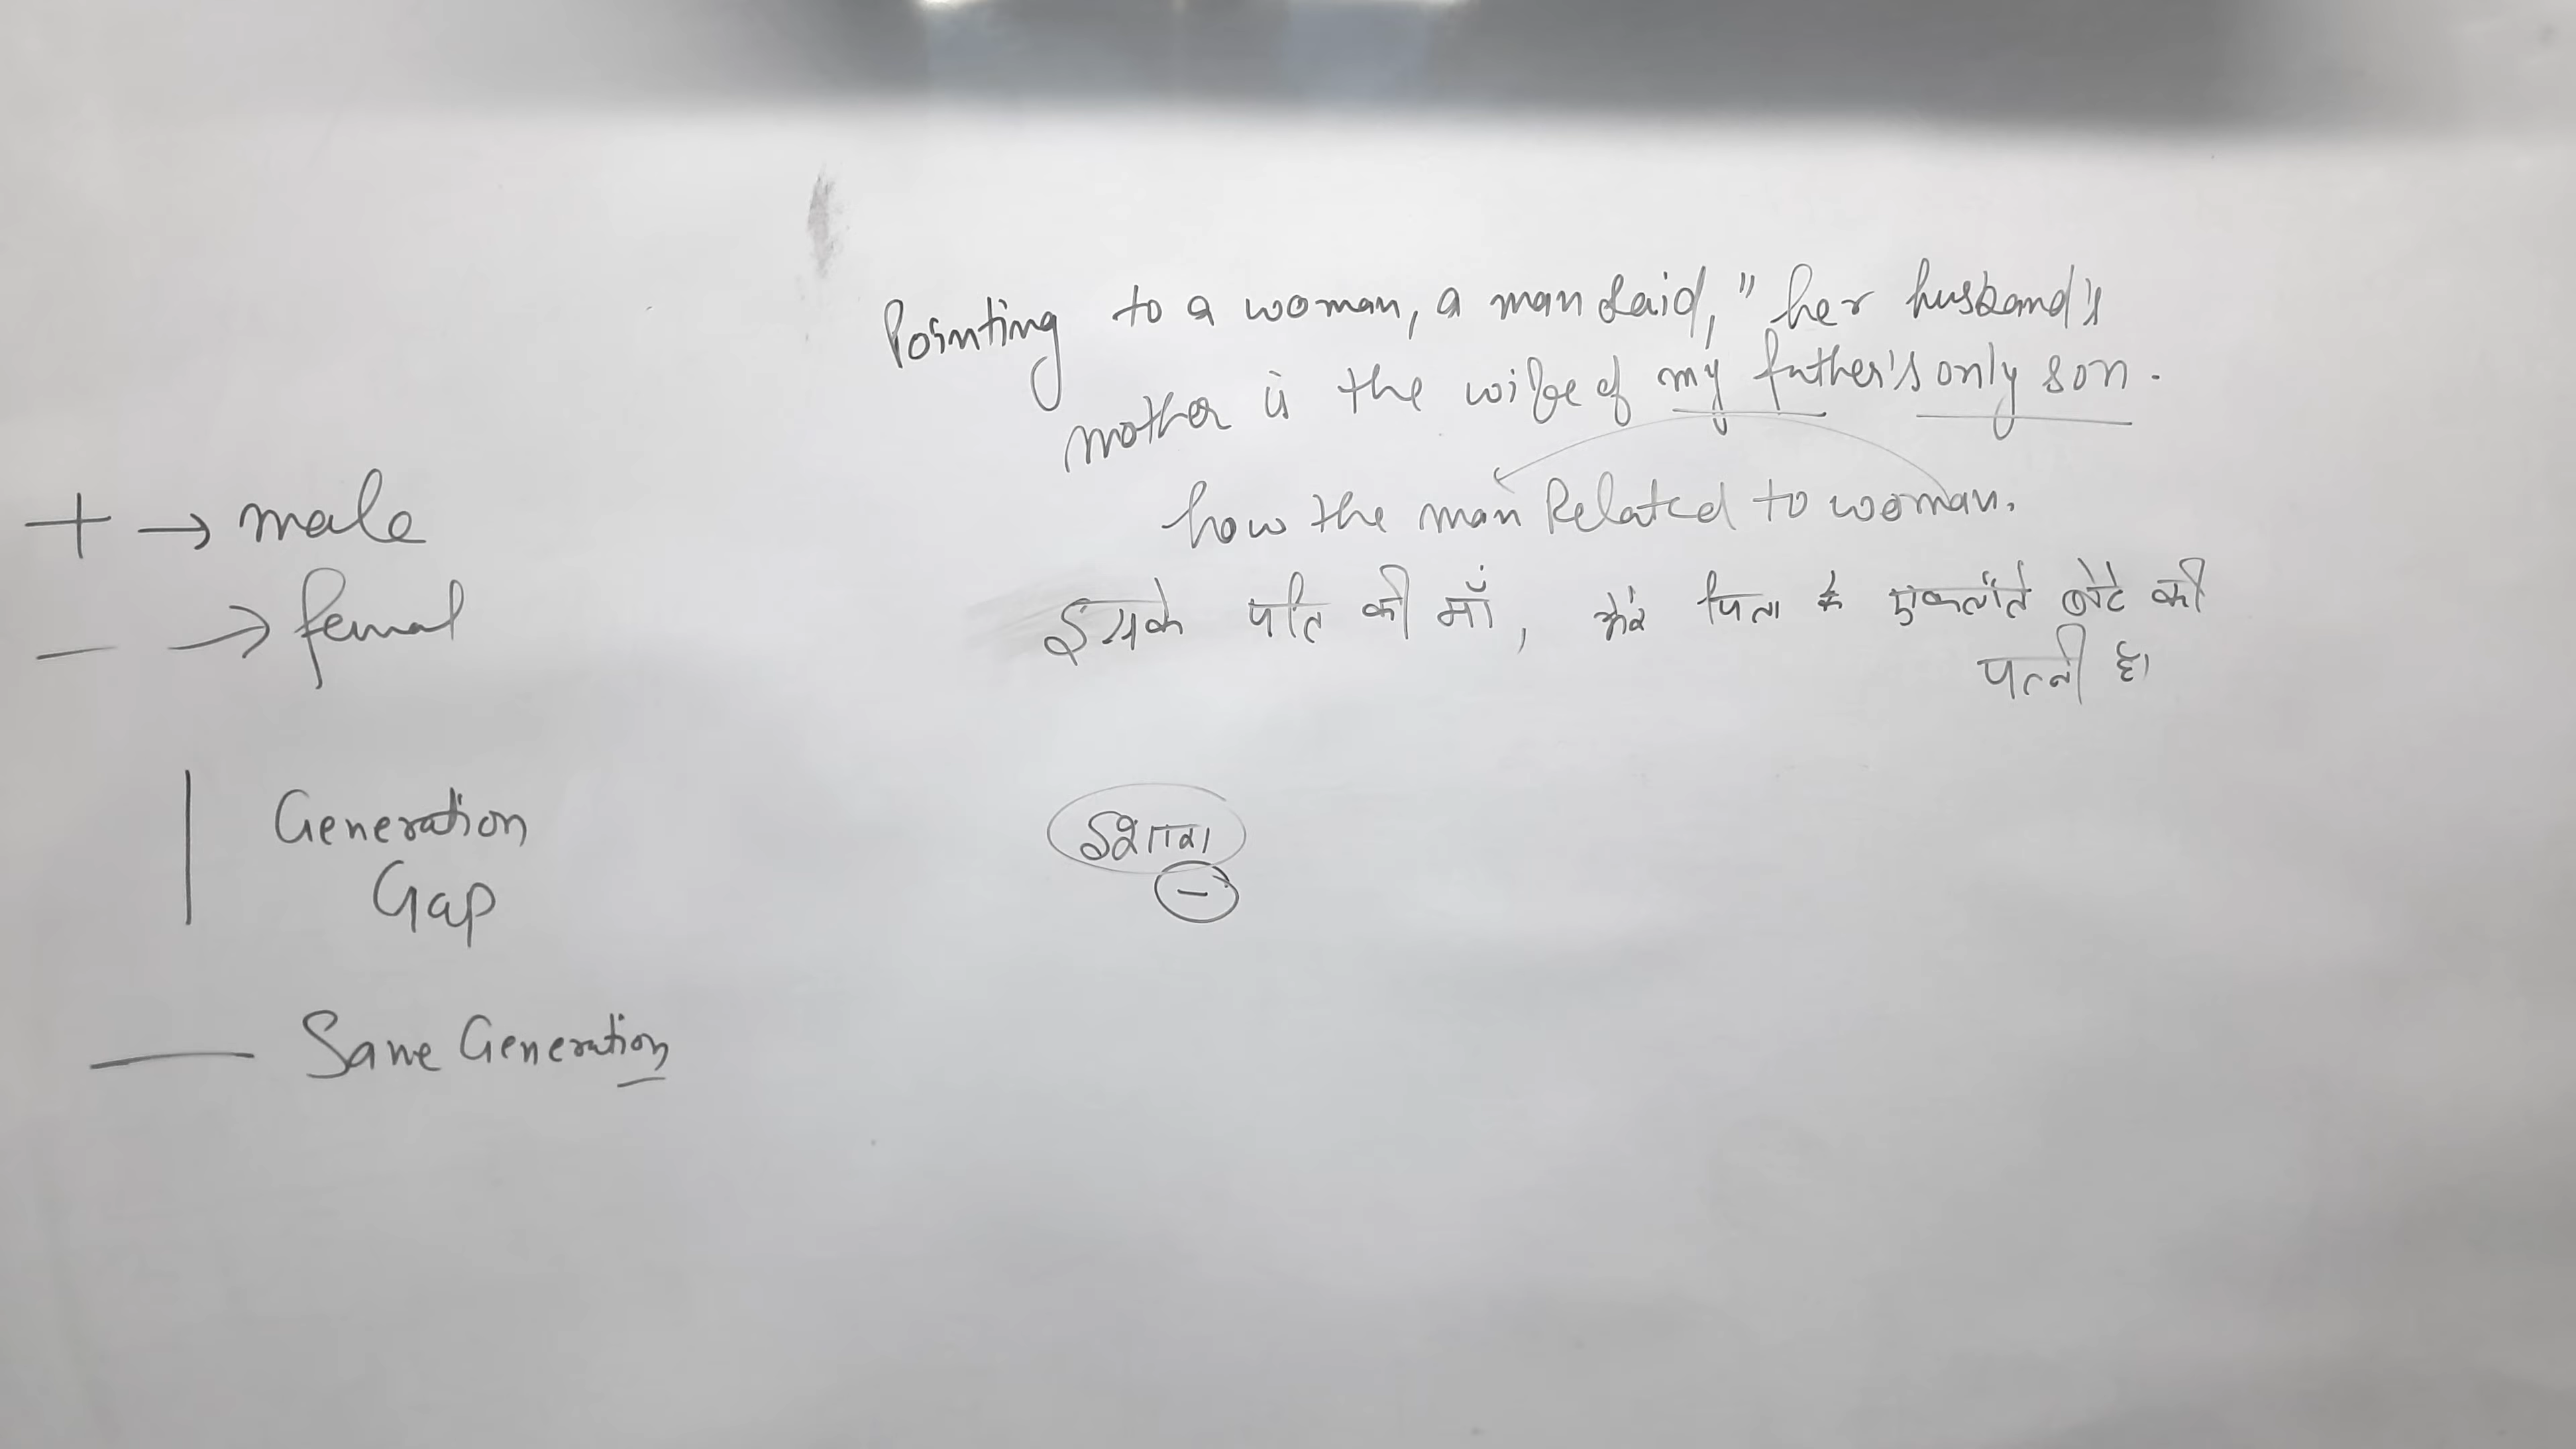 Pointing to a woman, a man said, " her husband's
mother is the wife of my father's only son.
how the man Related to woman.
इसके पति की माँ, मेरे पिता के इकलौते बेटे की
पत्नी है।
+ → male
− → femal
| Generation
Gap
— Same Generation
इशारा
−